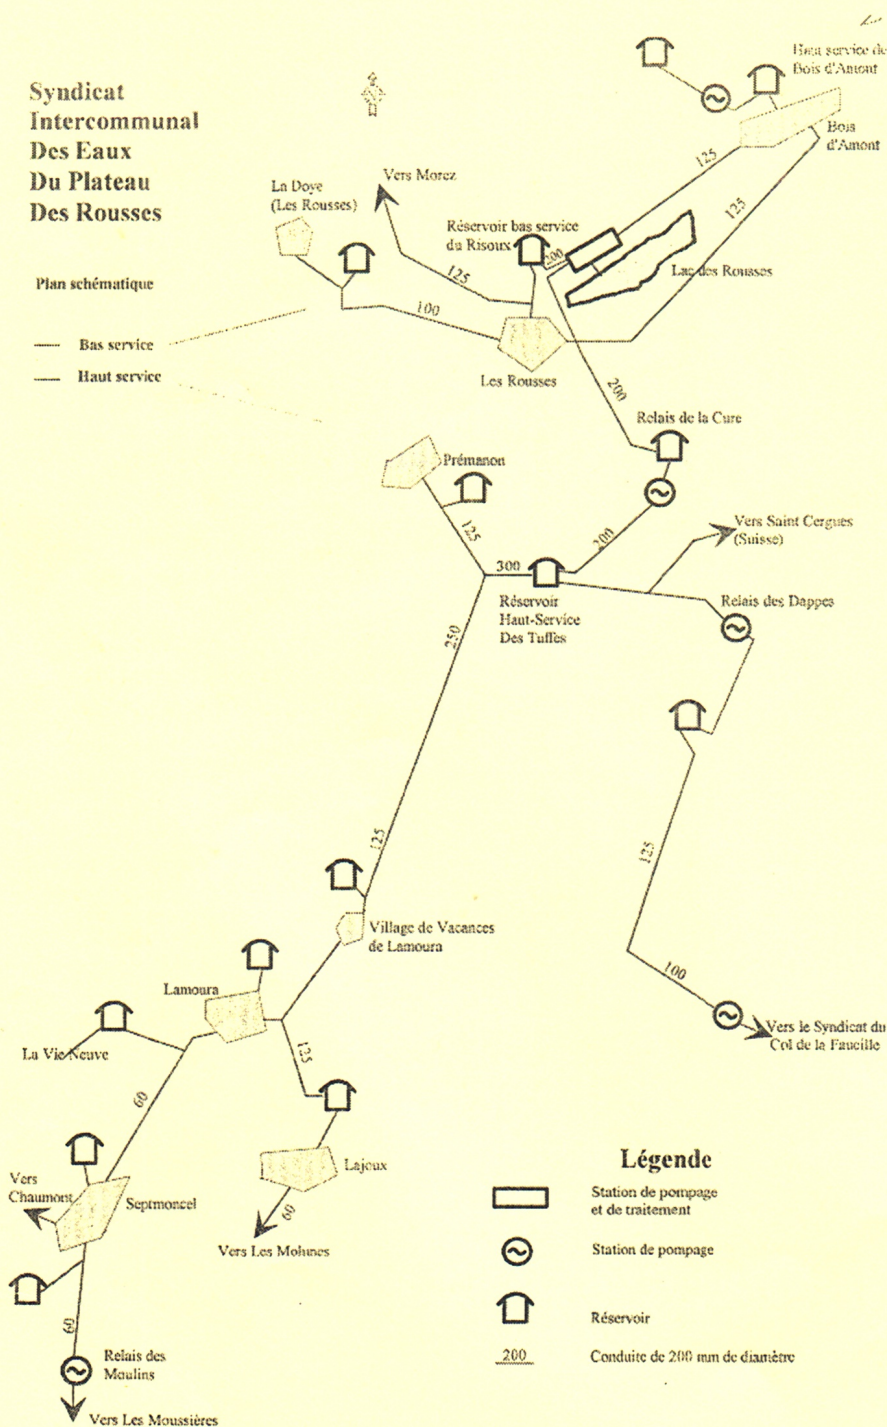 Syndicat
Intercommunal
Des Eaux
Du Plateau
Des Rousses
Plan schématique
Bas service
Haut service
Haut service de
Bois d'Amont
Bois
d'Amont
125
125
La Doye
(Les Rousses)
Vers Morez
Réservoir bas service
du Risoux
200
Lac des Rousses
125
100
Les Rousses
200
Relais de la Cure
Prémanon
125
200
Vers Saint Cergues
(Suisse)
300
Réservoir
Haut-Service
Des Tuffes
Relais des Dappes
250
125
125
Village de Vacances
de Lamoura
100
Lamoura
Vers le Syndicat du
Col de la Faucille
La Vie Neuve
125
60
Lajoux
Vers
Chaumont
Septmoncel
60
Vers Les Molunes
60
Relais des
Moulins
Vers Les Moussières
Légende
Station de pompage
et de traitement
Station de pompage
Réservoir
200
Conduite de 200 mm de diamètre